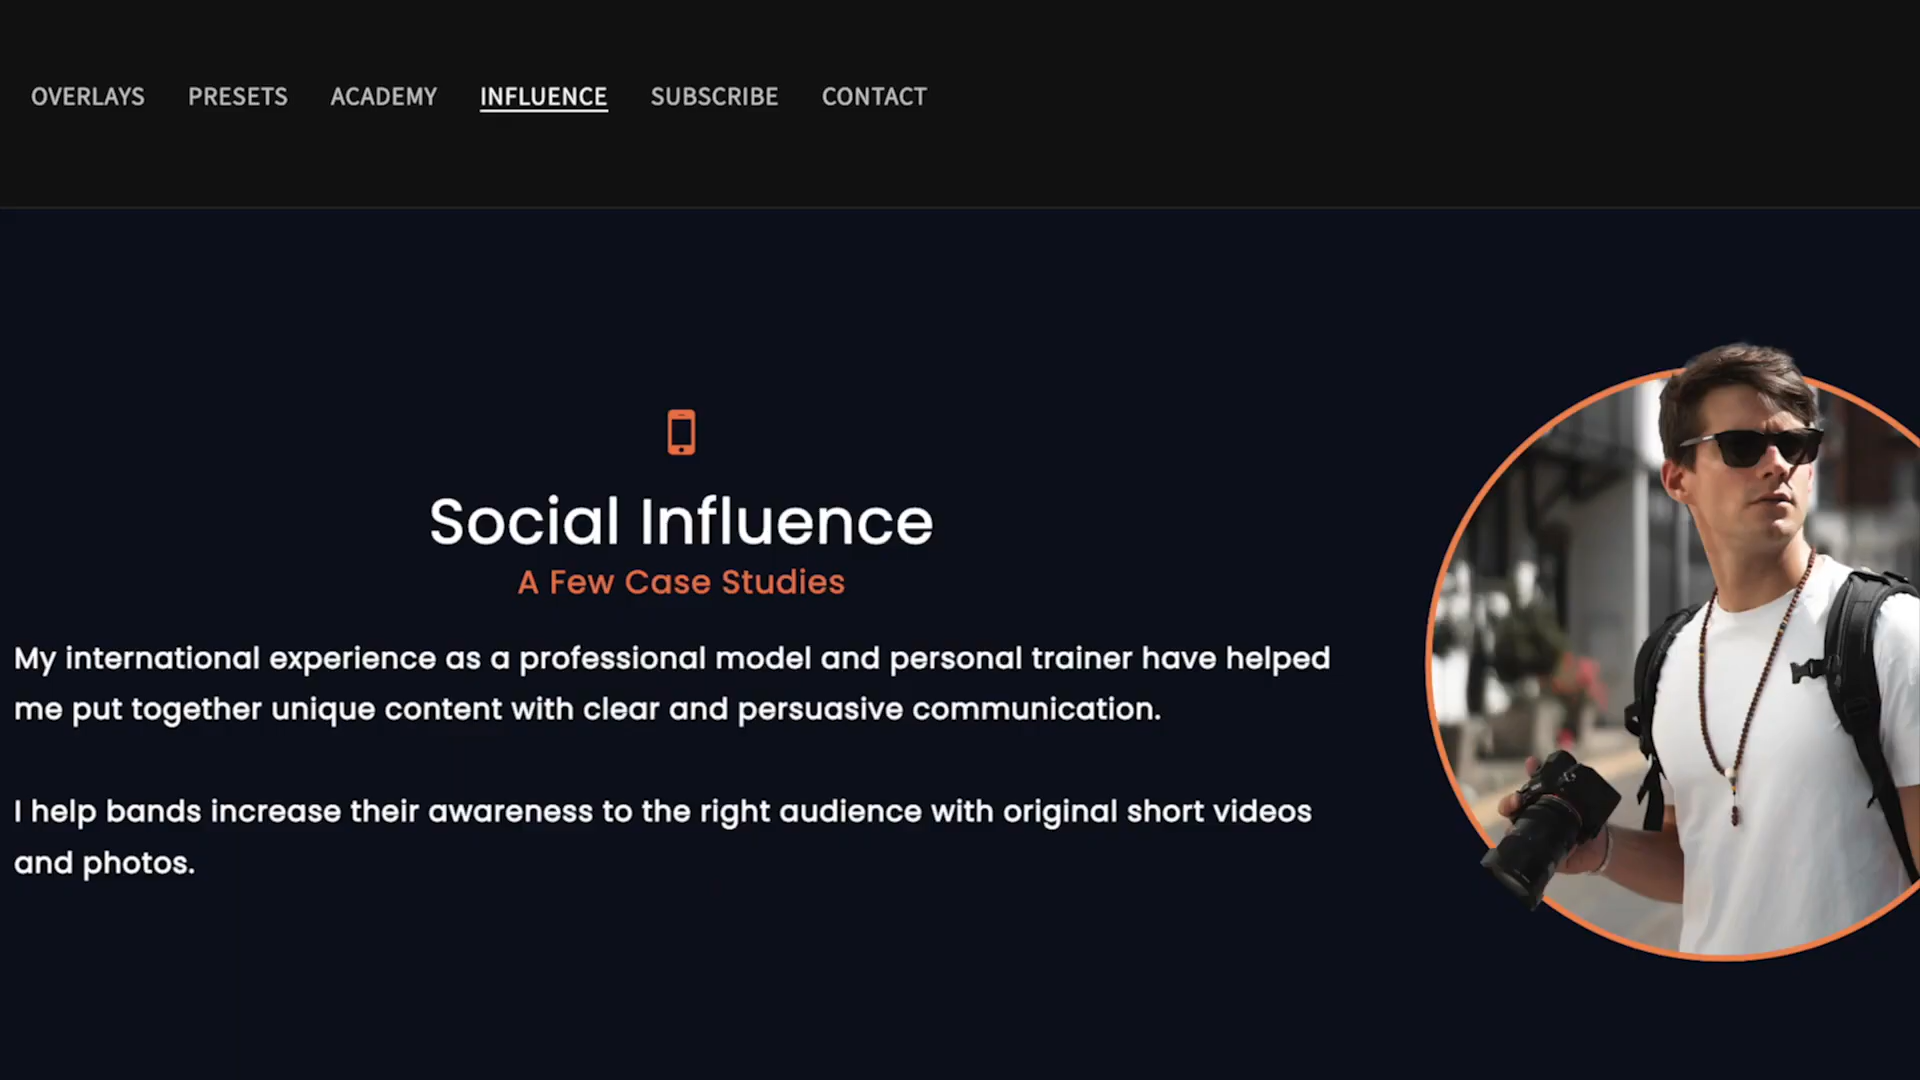 OVERLAYS PRESETS ACADEMY INFLUENCE SUBSCRIBE CONTACT
Social Influence
A Few Case Studies
My international experience as a professional model and personal trainer have helped
me put together unique content with clear and persuasive communication.
I help bands increase their awareness to the right audience with original short videos
and photos.